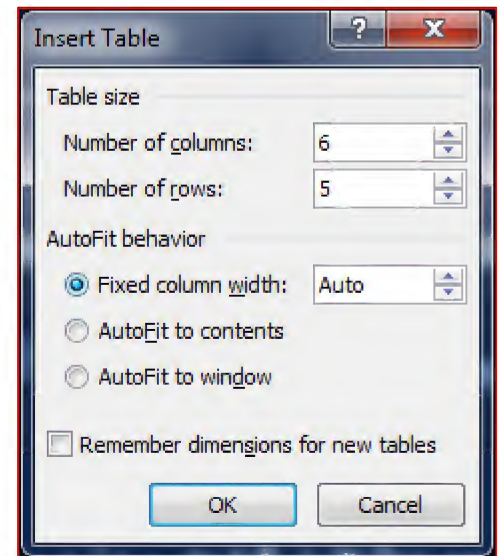 Insert Table
Table size
Number of columns: 6
Number of rows: 5
AutoFit behavior
Fixed column width: Auto
AutoFit to contents
AutoFit to window
Remember dimensions for new tables
OK Cancel